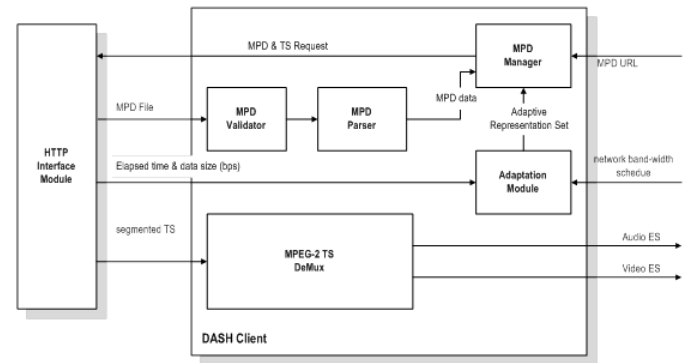 MPD & TS Request
MPD
Manager
MPD URL
MPD File
MPD
Validator
MPD
Parser
MPD data
Adaptive
Representation Set
HTTP
Interface
Module
Elapsed time & data size (bps)
Adaptation
Module
network band-width
schedue
segmented TS
MPEG-2 TS
DeMux
Audio ES
Video ES
DASH Client